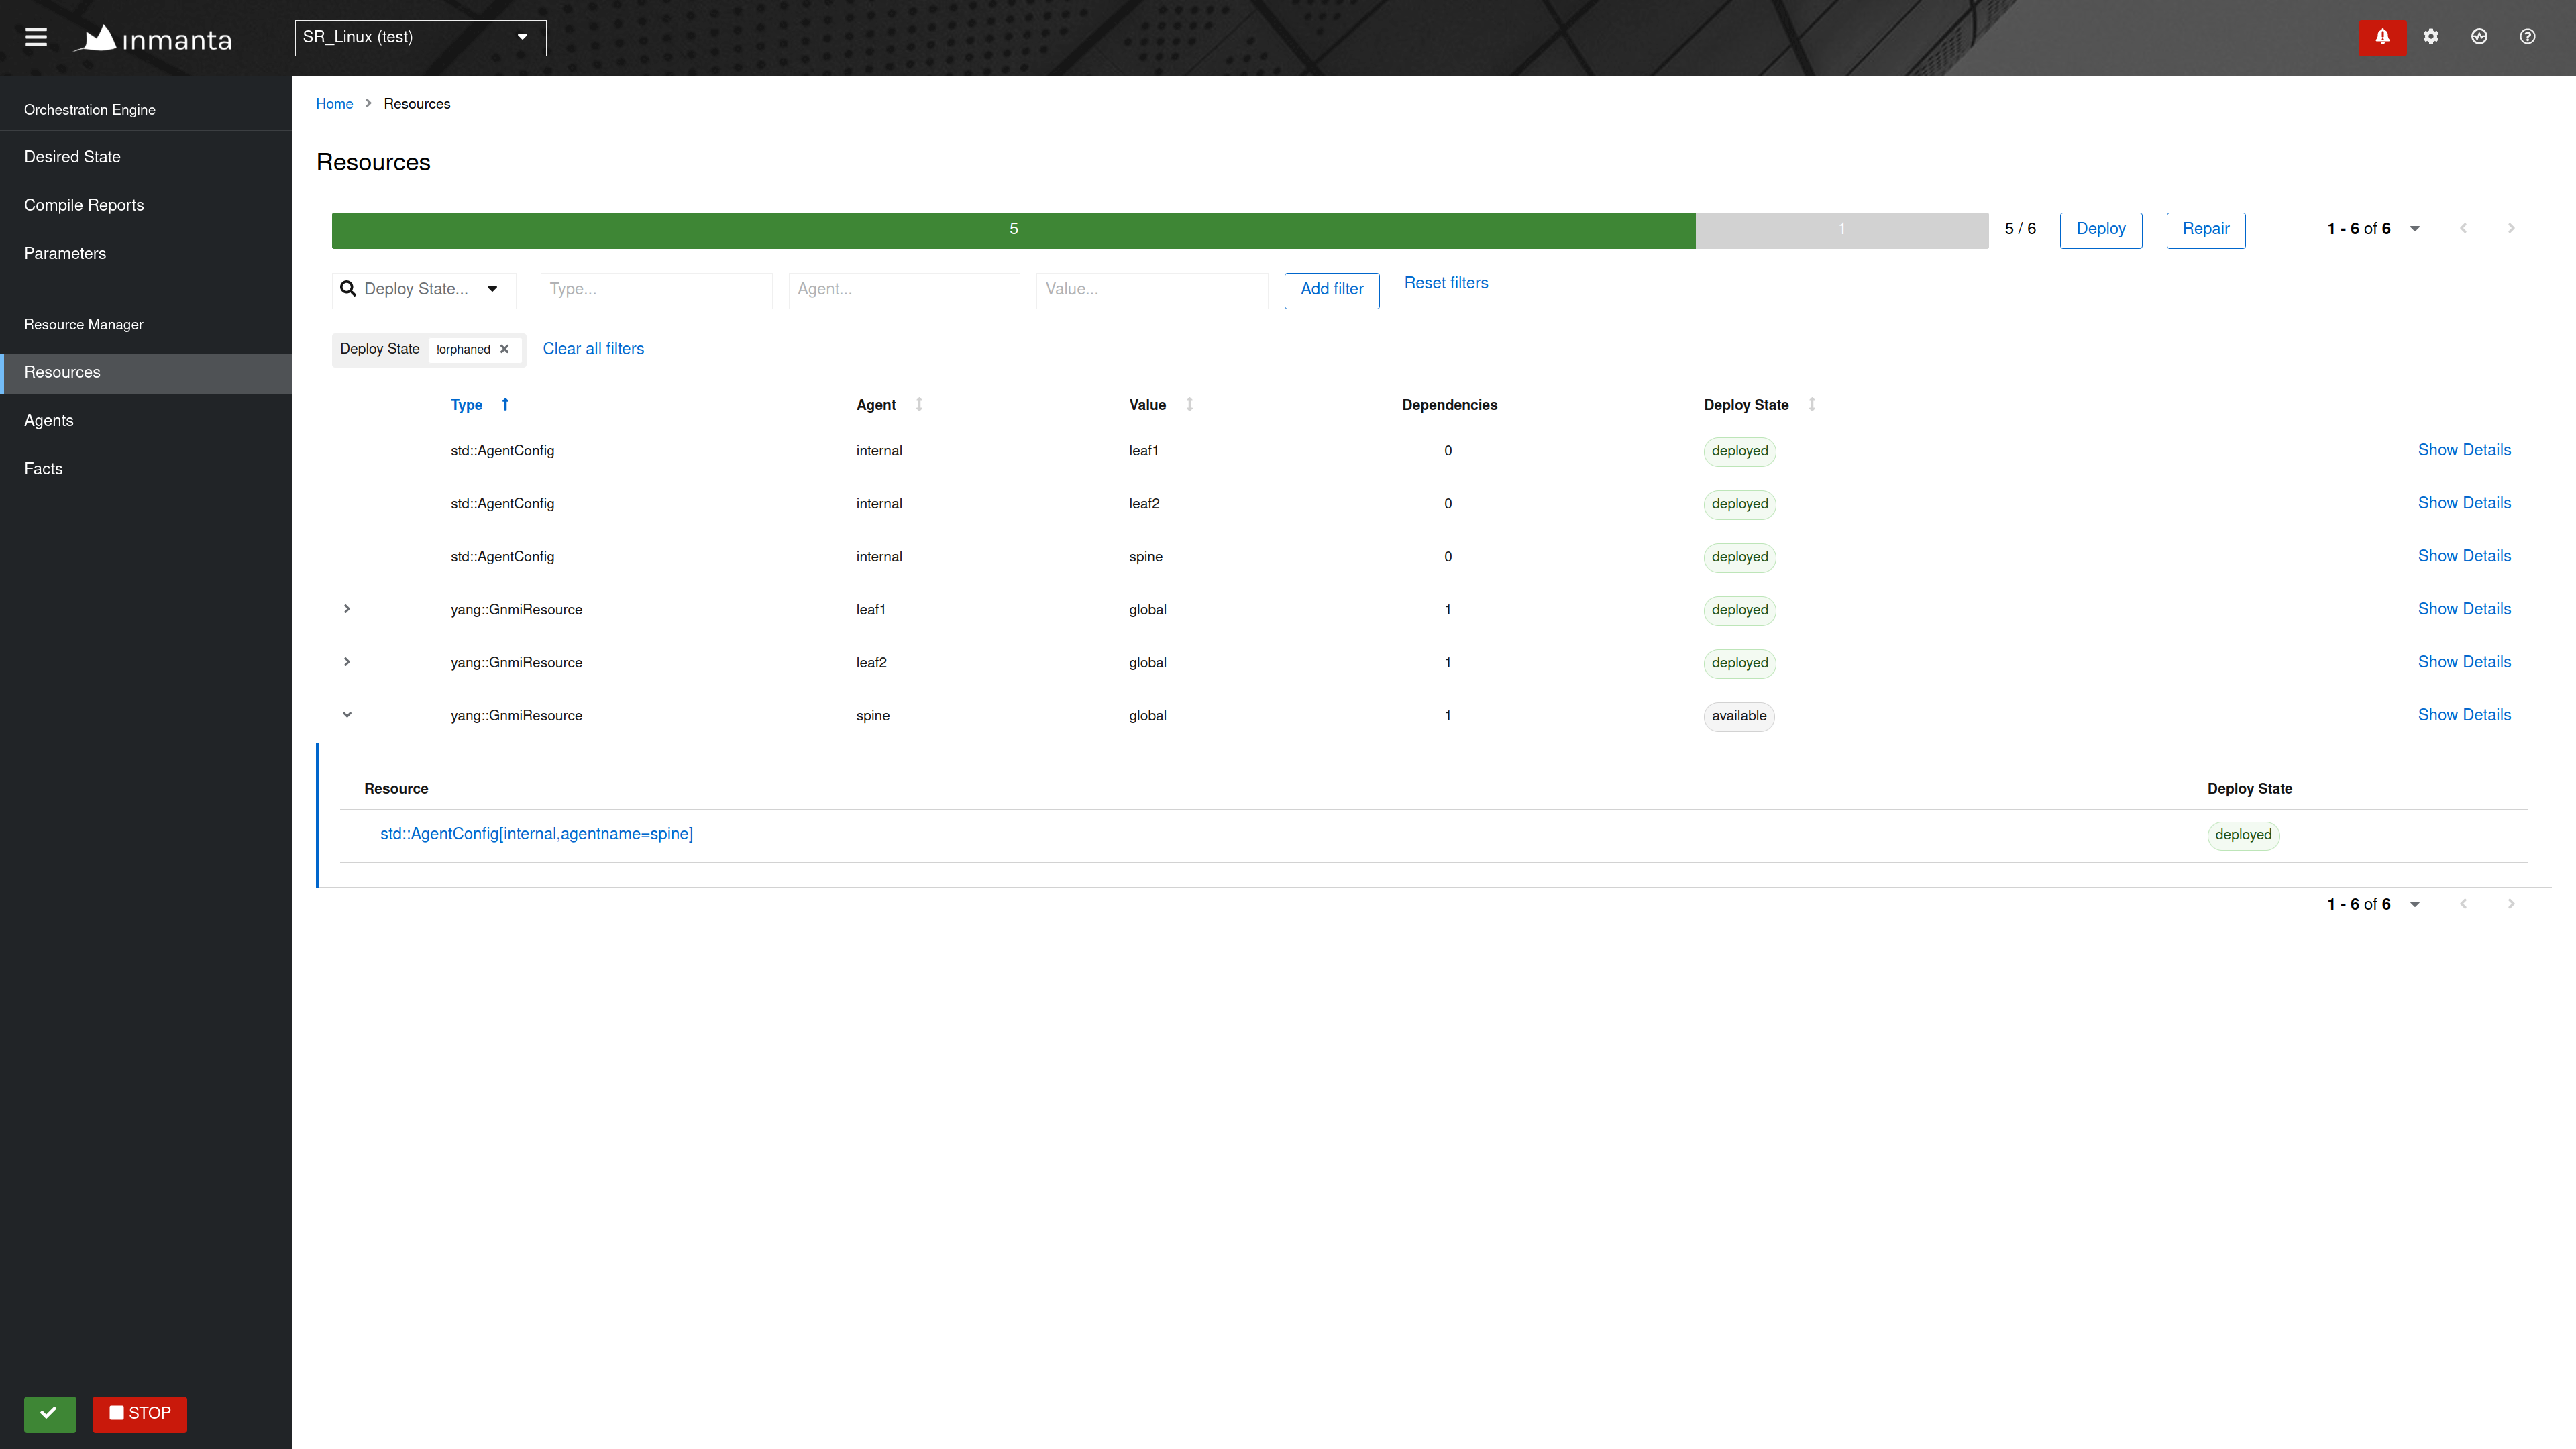 inmanta
SR_Linux (test)
Orchestration Engine
Desired State
Compile Reports
Parameters
Resource Manager
Resources
Agents
Facts
STOP
Home
Resources
Resources
5
1
5 / 6
Deploy
Repair
1 - 6 of 6
Deploy State...
Type...
Agent...
Value...
Add filter
Reset filters
Deploy State !orphaned
Clear all filters
Type Agent Value Dependencies Deploy State
std::AgentConfig internal leaf1 0 deployed Show Details
std::AgentConfig internal leaf2 0 deployed Show Details
std::AgentConfig internal spine 0 deployed Show Details
yang::GnmiResource leaf1 global 1 deployed Show Details
yang::GnmiResource leaf2 global 1 deployed Show Details
yang::GnmiResource spine global 1 available Show Details
Resource Deploy State
std::AgentConfig[internal,agentname=spine] deployed
1 - 6 of 6